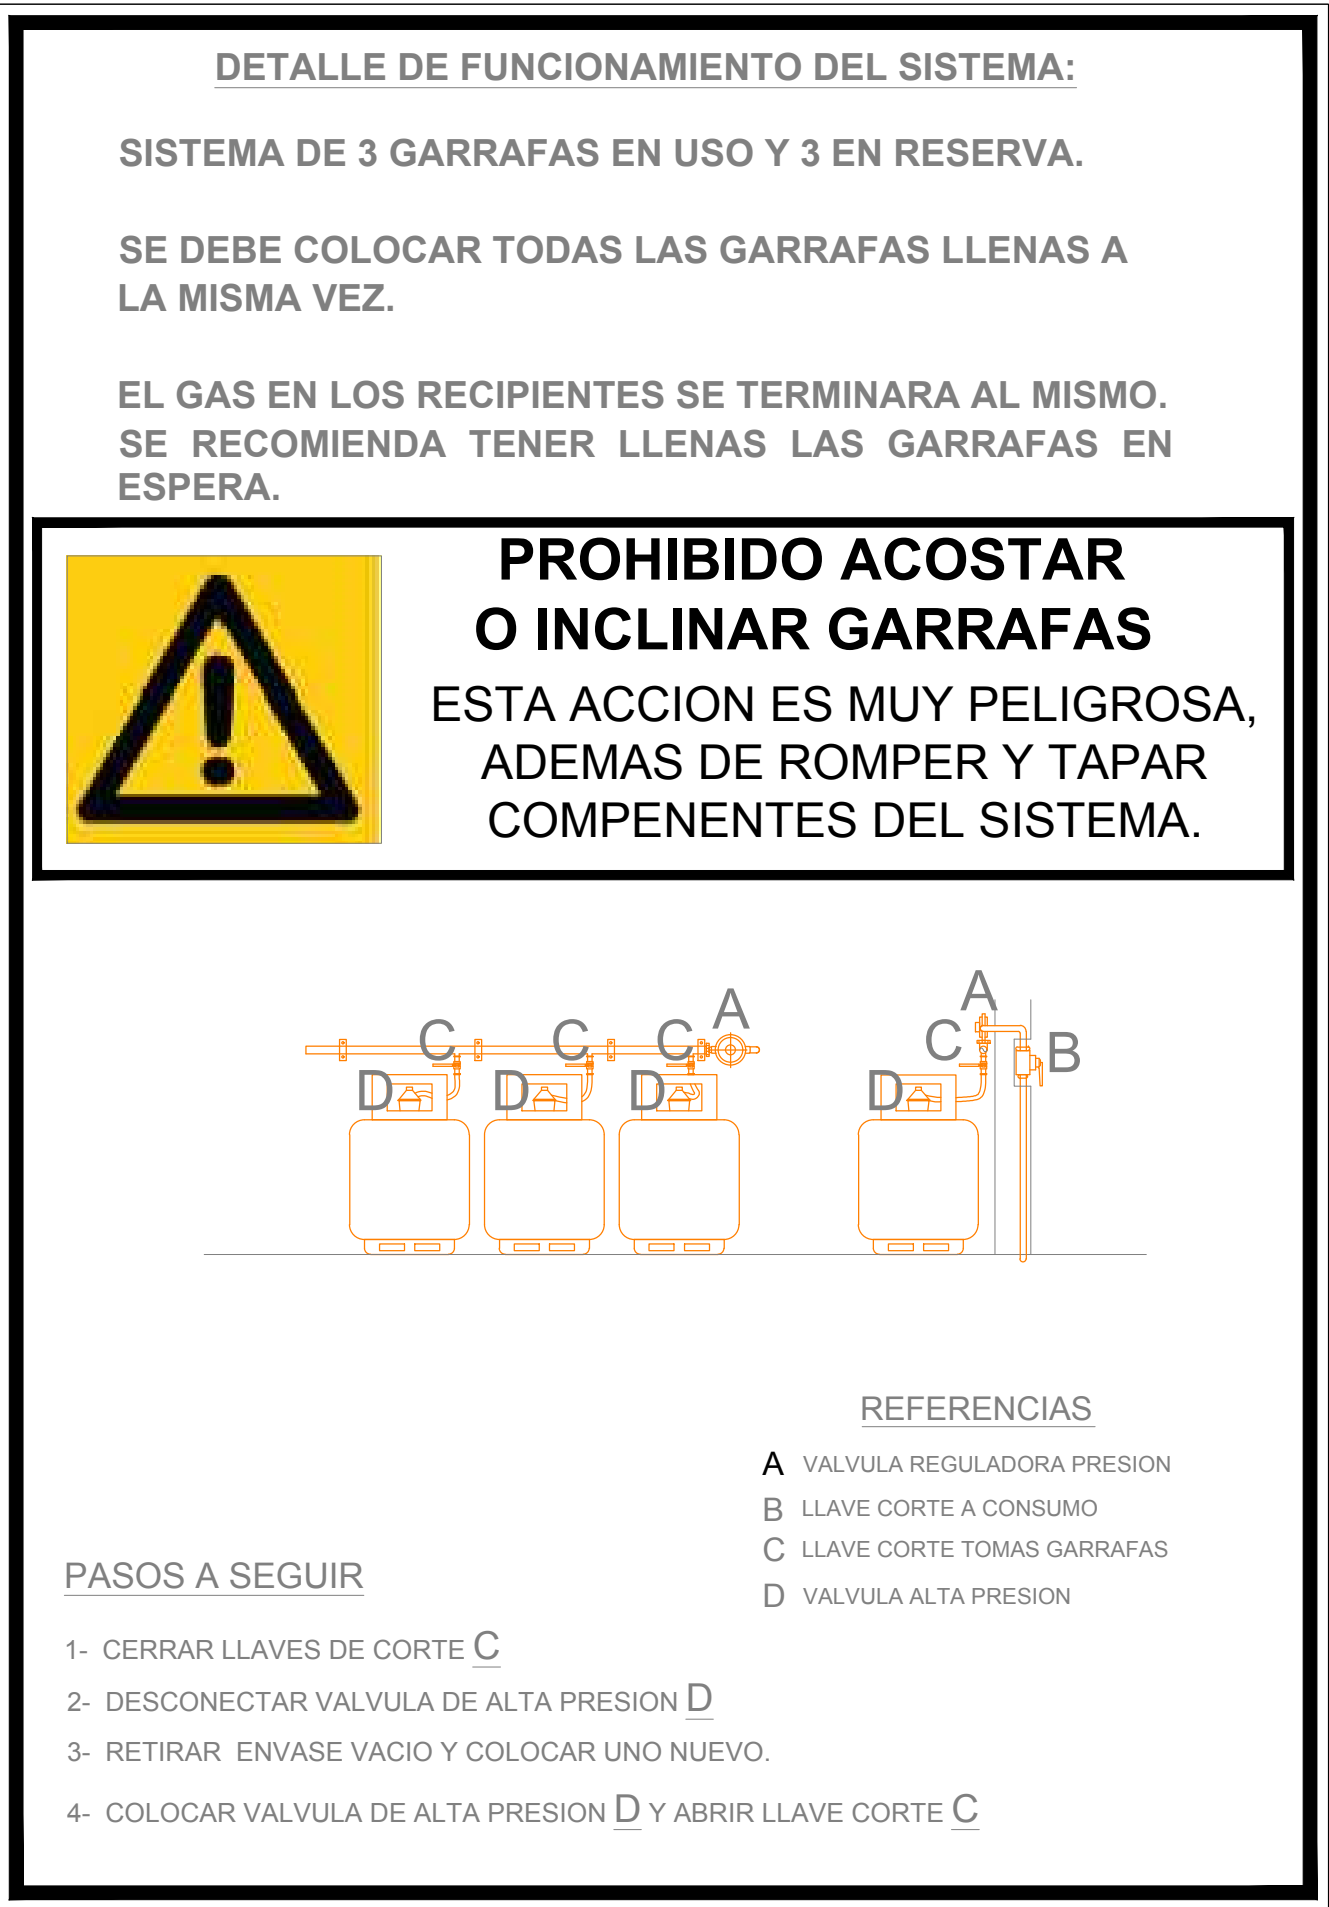 DETALLE DE FUNCIONAMIENTO DEL SISTEMA:
SISTEMA DE 3 GARRAFAS EN USO Y 3 EN RESERVA.
SE DEBE COLOCAR TODAS LAS GARRAFAS LLENAS A
LA MISMA VEZ.
EL GAS EN LOS RECIPIENTES SE TERMINARA AL MISMO.
SE RECOMIENDA TENER LLENAS LAS GARRAFAS EN
ESPERA.
PROHIBIDO ACOSTAR
O INCLINAR GARRAFAS
ESTA ACCION ES MUY PELIGROSA,
ADEMAS DE ROMPER Y TAPAR
COMPENENTES DEL SISTEMA.
C C C A
D D D
A
C B
D
REFERENCIAS
A VALVULA REGULADORA PRESION
B LLAVE CORTE A CONSUMO
C LLAVE CORTE TOMAS GARRAFAS
D VALVULA ALTA PRESION
PASOS A SEGUIR
1- CERRAR LLAVES DE CORTE C
2- DESCONECTAR VALVULA DE ALTA PRESION D
3- RETIRAR ENVASE VACIO Y COLOCAR UNO NUEVO.
4- COLOCAR VALVULA DE ALTA PRESION D Y ABRIR LLAVE CORTE C